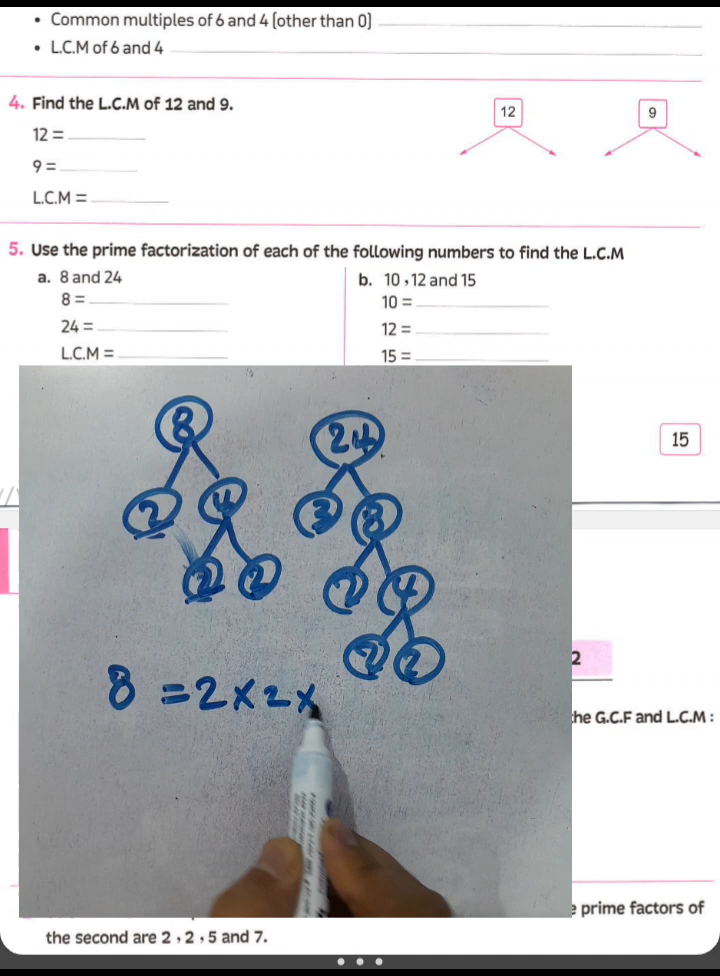 • Common multiples of 6 and 4 (other than 0)
• L.C.M of 6 and 4
4. Find the L.C.M of 12 and 9.
12 9
12 =
9 =
L.C.M =
5. Use the prime factorization of each of the following numbers to find the L.C.M
a. 8 and 24
8 =
24 =
L.C.M =
b. 10 , 12 and 15
10 =
12 =
15 =
15
8 24
2 4 3 8
2 2 2 4
2 2
8 = 2 × 2 ×
2
he G.C.F and L.C.M :
e prime factors of
the second are 2 , 2 , 5 and 7.